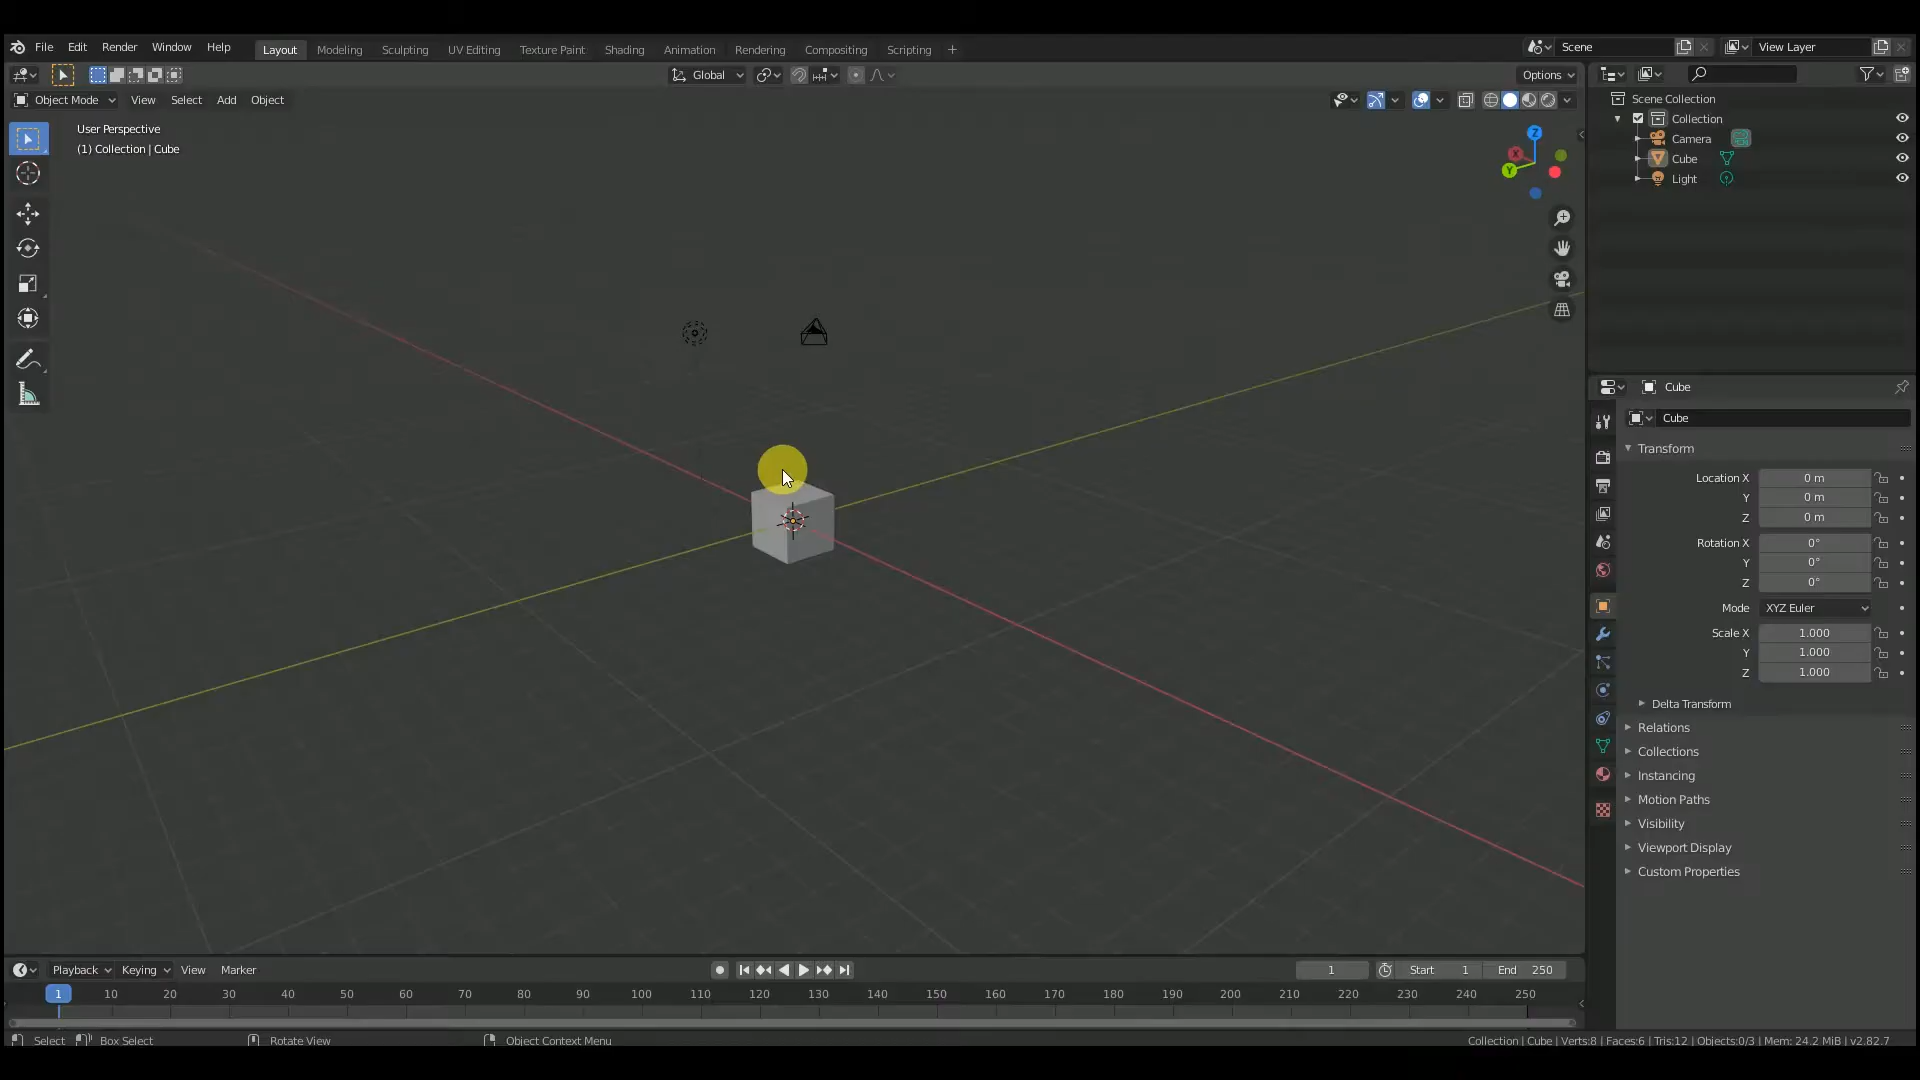 File Edit Render Window Help Layout Modeling Sculpting UV Editing Texture Paint Shading Animation Rendering Compositing Scripting + Scene View Layer
Global Options
Object Mode View Select Add Object
User Perspective
(1) Collection | Cube
Z
X
Y
Scene Collection
Collection
Camera
Cube
Light
Cube
Cube
Transform
Location X 0 m
Y 0 m
Z 0 m
Rotation X 0°
Y 0°
Z 0°
Mode XYZ Euler
Scale X 1.000
Y 1.000
Z 1.000
Delta Transform
Relations
Collections
Instancing
Motion Paths
Visibility
Viewport Display
Custom Properties
Playback Keying View Marker 1 Start 1 End 250
1 10 20 30 40 50 60 70 80 90 100 110 120 130 140 150 160 170 180 190 200 210 220 230 240 250
Select Box Select Rotate View Object Context Menu Collection | Cube | Verts:8 | Faces:6 | Tris:12 | Objects:0/3 | Mem: 24.2 MiB | v2.82.7